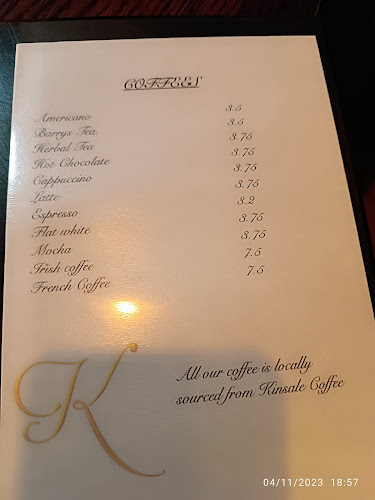 COFFEES
Americano 3.5
Barrys Tea 3.5
Herbal Tea 3.75
Hot Chocolate 3.75
Cappuccino 3.75
Latte 3.75
Espresso 3.2
Flat white 3.75
Mocha 3.75
Irish coffee 7.5
French Coffee 7.5
K
All our coffee is locally
sourced from Kinsale Coffee
04/11/2023 18:57